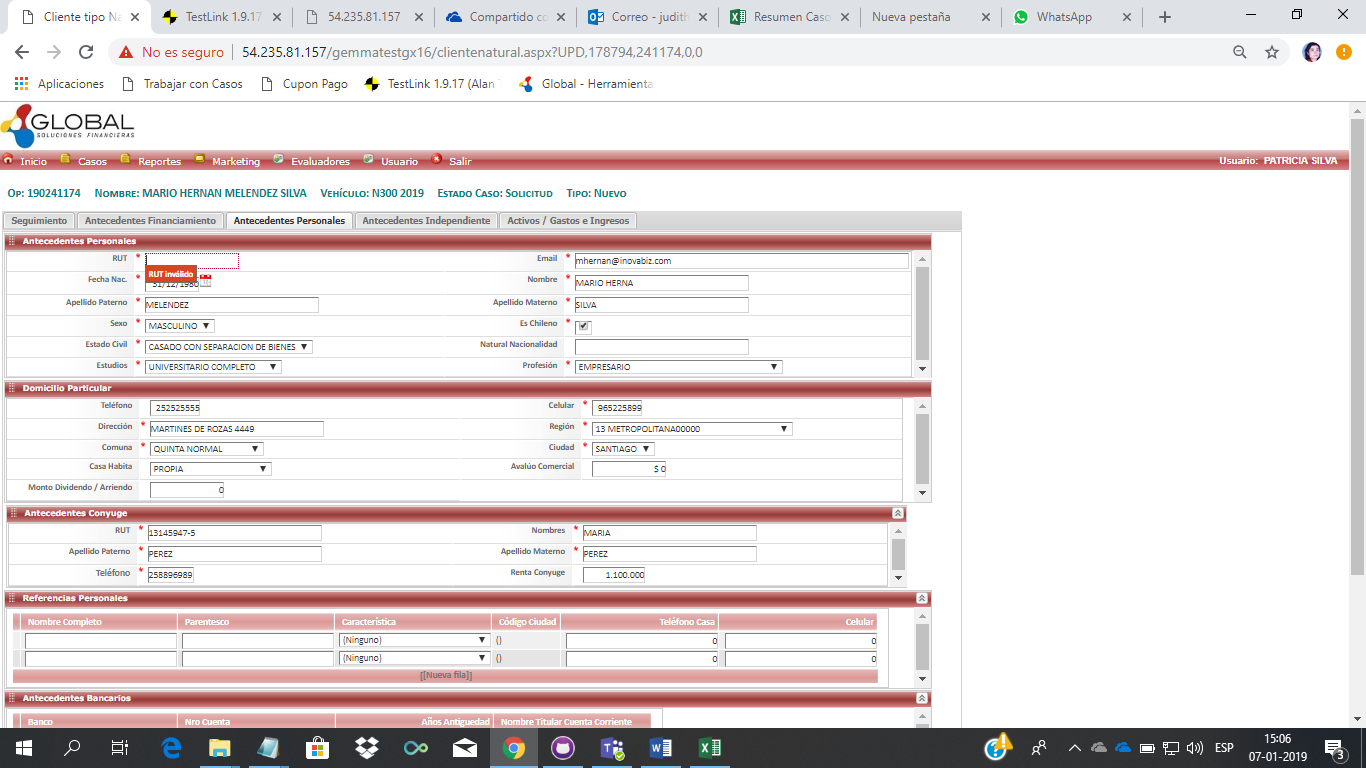 Cliente tipo Na
TestLink 1.9.17
54.235.81.157
Compartido co
Correo - judith
Resumen Caso
Nueva pestaña
WhatsApp
No es seguro
54.235.81.157/gemmatestgx16/clientenatural.aspx?UPD,178794,241174,0,0
Aplicaciones
Trabajar con Casos
Cupon Pago
TestLink 1.9.17 (Alan
Global - Herramienta
GLOBAL
SOLUCIONES FINANCIERAS
Inicio
Casos
Reportes
Marketing
Evaluadores
Usuario
Salir
Usuario: PATRICIA SILVA
OP: 190241174 NOMBRE: MARIO HERNAN MELENDEZ SILVA VEHÍCULO: N300 2019 ESTADO CASO: SOLICITUD TIPO: NUEVO
Seguimiento
Antecedentes Financiamiento
Antecedentes Personales
Antecedentes Independiente
Activos / Gastos e Ingresos
Antecedentes Personales
RUT *
Email * mhernan@inovabiz.com
RUT inválido
Fecha Nac. * 31/12/1980
Nombre * MARIO HERNA
Apellido Paterno * MELENDEZ
Apellido Materno * SILVA
Sexo * MASCULINO
Es Chileno *
Estado Civil * CASADO CON SEPARACION DE BIENES
Natural Nacionalidad
Estudios * UNIVERSITARIO COMPLETO
Profesión * EMPRESARIO
Domicilio Particular
Teléfono 252525555
Celular * 965225899
Dirección * MARTINES DE ROZAS 4449
Región * 13 METROPOLITANA00000
Comuna * QUINTA NORMAL
Ciudad * SANTIAGO
Casa Habita PROPIA
Avalúo Comercial $ 0
Monto Dividendo / Arriendo 0
Antecedentes Conyuge
RUT * 13145947-5
Nombres * MARIA
Apellido Paterno * PEREZ
Apellido Materno * PEREZ
Teléfono * 258896989
Renta Conyuge 1.100.000
Referencias Personales
Nombre Completo Parentesco Característica Código Ciudad Teléfono Casa Celular
(Ninguno) () 0 0
(Ninguno) () 0 0
[[Nueva fila]]
Antecedentes Bancarios
Banco Nro Cuenta Años Antiguedad Nombre Titular Cuenta Corriente
ESP
15:06
07-01-2019
3